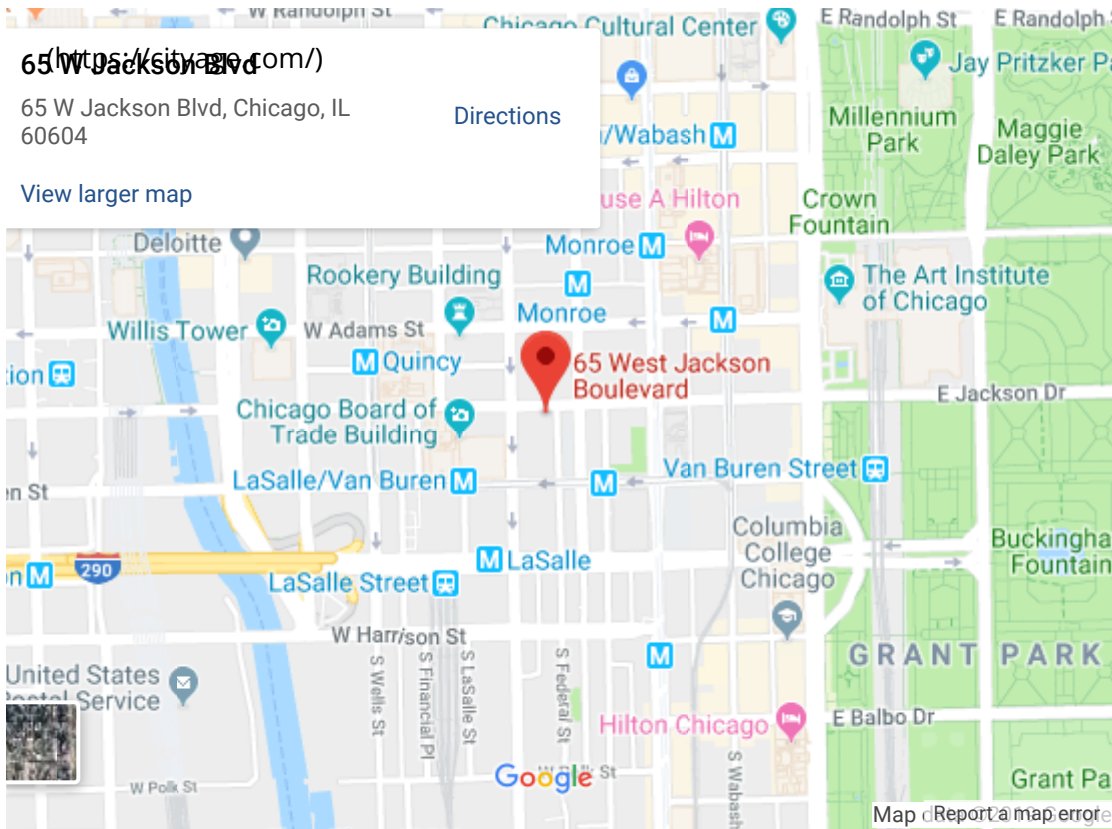 W Randolph St
Chicago Cultural Center
E Randolph St
E Randolph
(https://cityage.com/)
65 W Jackson Blvd
65 W Jackson Blvd, Chicago, IL
60604
Directions
View larger map
Jay Pritzker Pa
Millennium
Park
Maggie
Daley Park
/Wabash M
use A Hilton
Crown
Fountain
Deloitte
Monroe M
Rookery Building
M
Monroe
The Art Institute
of Chicago
Willis Tower
W Adams St
M
M Quincy
ion
65 West Jackson
Boulevard
E Jackson Dr
Chicago Board of
Trade Building
LaSalle/Van Buren M
M
Van Buren Street
en St
Columbia
College
Chicago
Buckingha
Fountain
M LaSalle
290
n M
LaSalle Street
W Harrison St
M
GRANT PARK
United States
Postal Service
S Wells St
S Financial Pl
S LaSalle St
S Federal St
Hilton Chicago
E Balbo Dr
S Wabash
Google
St
W Polk St
Grant Pa
Map
Report a map error